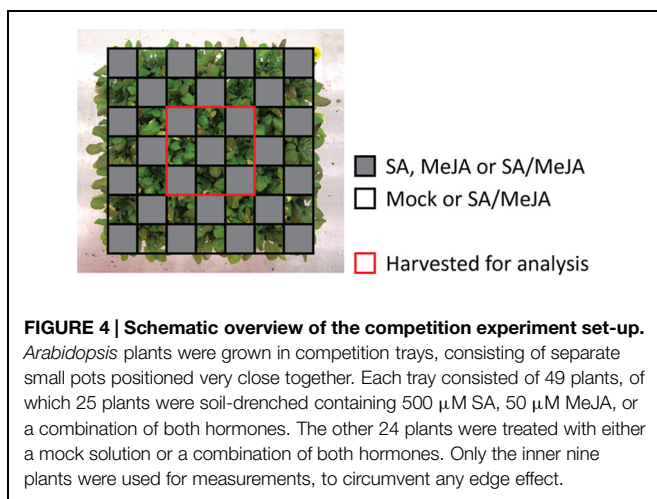 SA, MeJA or SA/MeJA
Mock or SA/MeJA
Harvested for analysis
FIGURE 4 | Schematic overview of the competition experiment set-up.
Arabidopsis plants were grown in competition trays, consisting of separate
small pots positioned very close together. Each tray consisted of 49 plants, of
which 25 plants were soil-drenched containing 500 μM SA, 50 μM MeJA, or
a combination of both hormones. The other 24 plants were treated with either
a mock solution or a combination of both hormones. Only the inner nine
plants were used for measurements, to circumvent any edge effect.